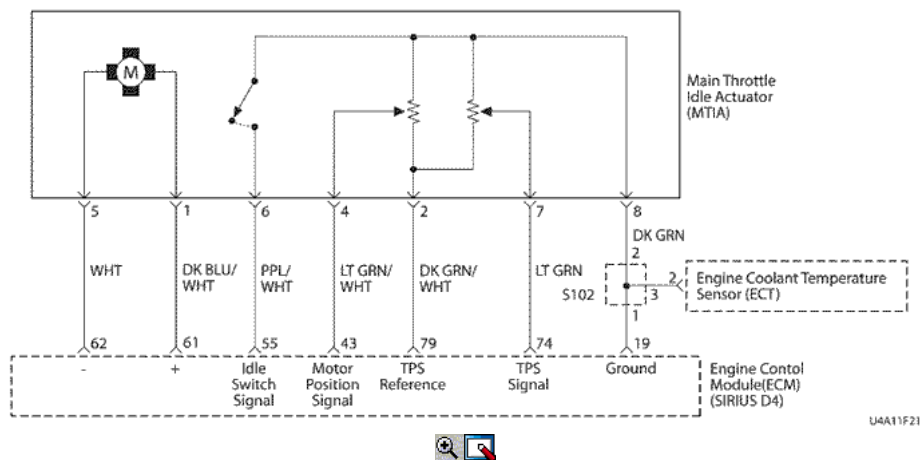 M
Main Throttle
Idle Actuator
(MTIA)
5
1
6
4
2
7
8
WHT
DK BLU/
WHT
PPL/
WHT
LT GRN/
WHT
DK GRN/
WHT
LT GRN
DK GRN
2
S102
3
1
2
Engine Coolant Temperature
Sensor (ECT)
62
61
55
43
79
74
19
-
+
Idle
Switch
Signal
Motor
Position
Signal
TPS
Reference
TPS
Signal
Ground
Engine Contol
Module(ECM)
(SIRIUS D4)
U4A11F21